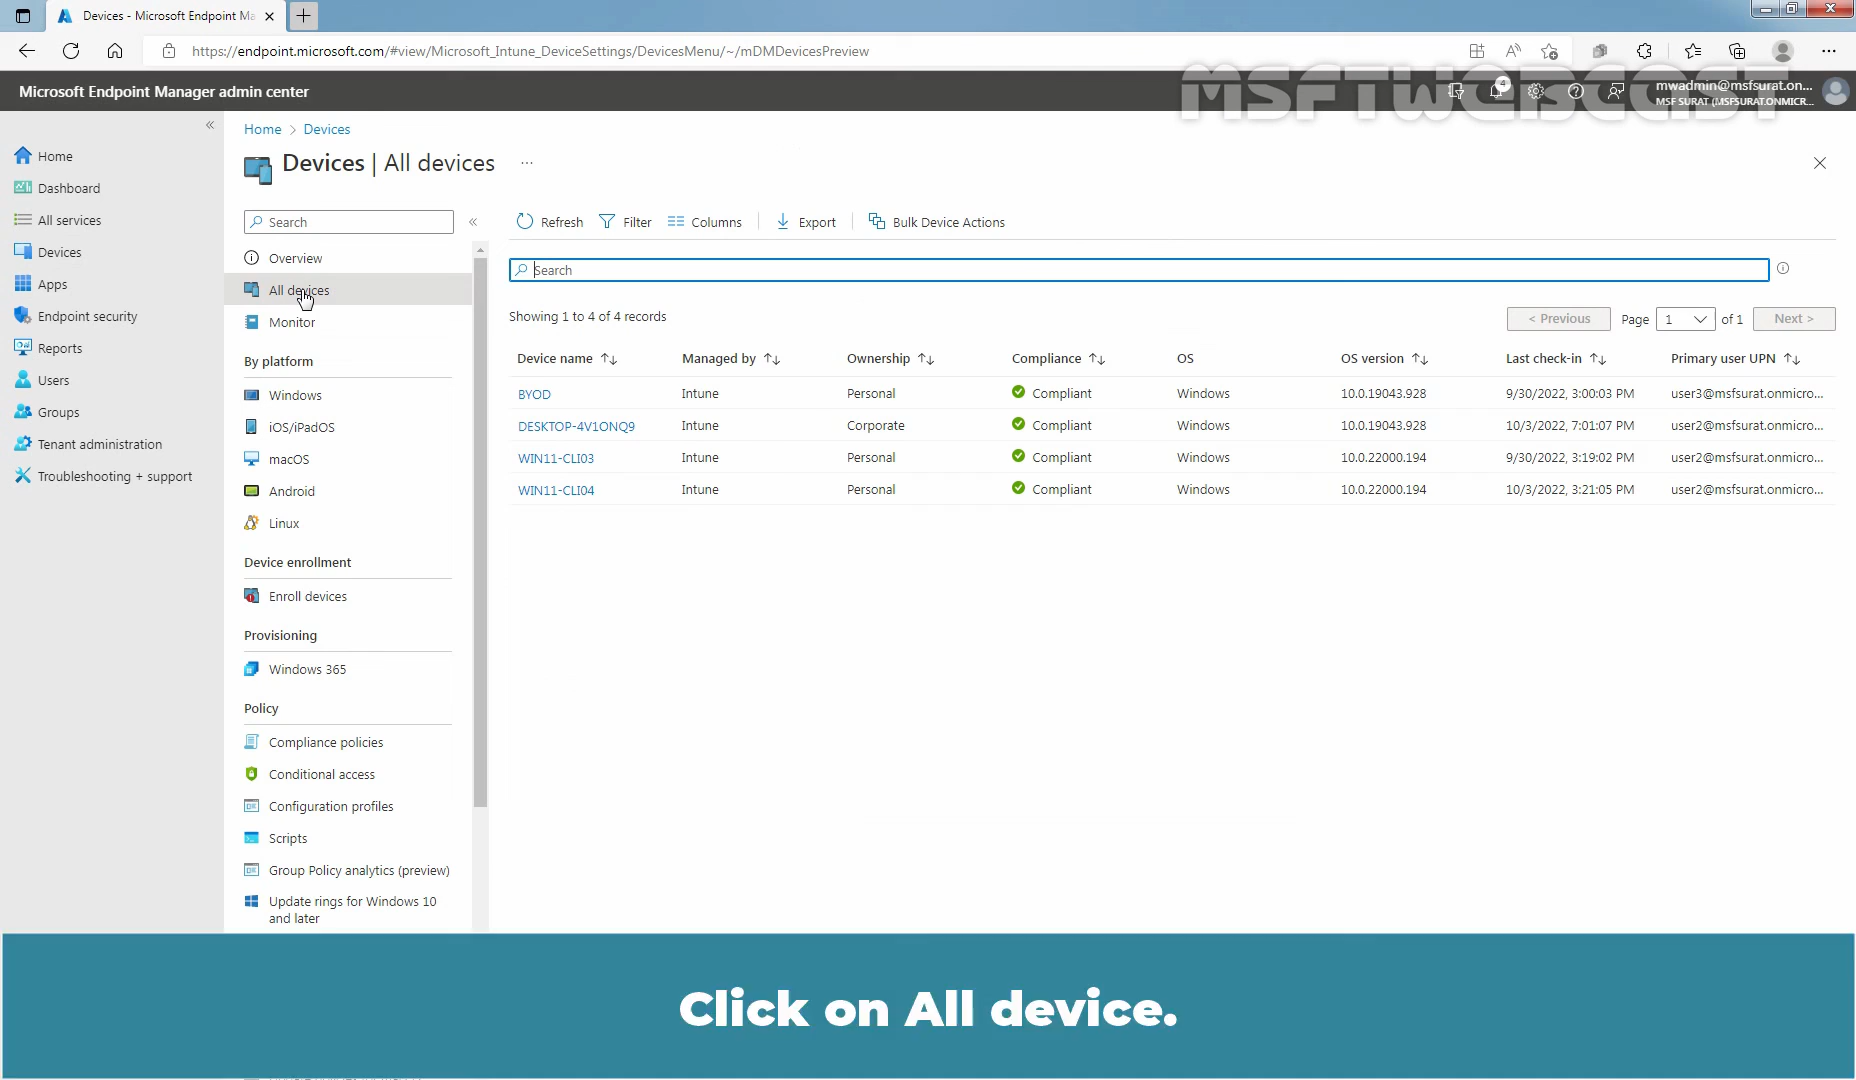 Devices - Microsoft Endpoint Ma
https://endpoint.microsoft.com/#view/Microsoft_Intune_DeviceSettings/DevicesMenu/~/mDMDevicesPreview
MSFTWEBCAST
Microsoft Endpoint Manager admin center
4
mwadmin@msfsurat.on...
MSF SURAT (MSFSURAT.ONMICR...
Home
Dashboard
All services
Devices
Apps
Endpoint security
Reports
Users
Groups
Tenant administration
Troubleshooting + support
Home > Devices
Devices | All devices ...
Search
Overview
All devices
Monitor
By platform
Windows
iOS/iPadOS
macOS
Android
Linux
Device enrollment
Enroll devices
Provisioning
Windows 365
Policy
Compliance policies
Conditional access
Configuration profiles
Scripts
Group Policy analytics (preview)
Update rings for Windows 10
and later
Refresh Filter Columns Export Bulk Device Actions
Search
Showing 1 to 4 of 4 records
< Previous Page 1 of 1 Next >
Device name Managed by Ownership Compliance OS OS version Last check-in Primary user UPN
BYOD Intune Personal Compliant Windows 10.0.19043.928 9/30/2022, 3:00:03 PM user3@msfsurat.onmicro...
DESKTOP-4V1ONQ9 Intune Corporate Compliant Windows 10.0.19043.928 10/3/2022, 7:01:07 PM user2@msfsurat.onmicro...
WIN11-CLI03 Intune Personal Compliant Windows 10.0.22000.194 9/30/2022, 3:19:02 PM user2@msfsurat.onmicro...
WIN11-CLI04 Intune Personal Compliant Windows 10.0.22000.194 10/3/2022, 3:21:05 PM user2@msfsurat.onmicro...
Click on All device.